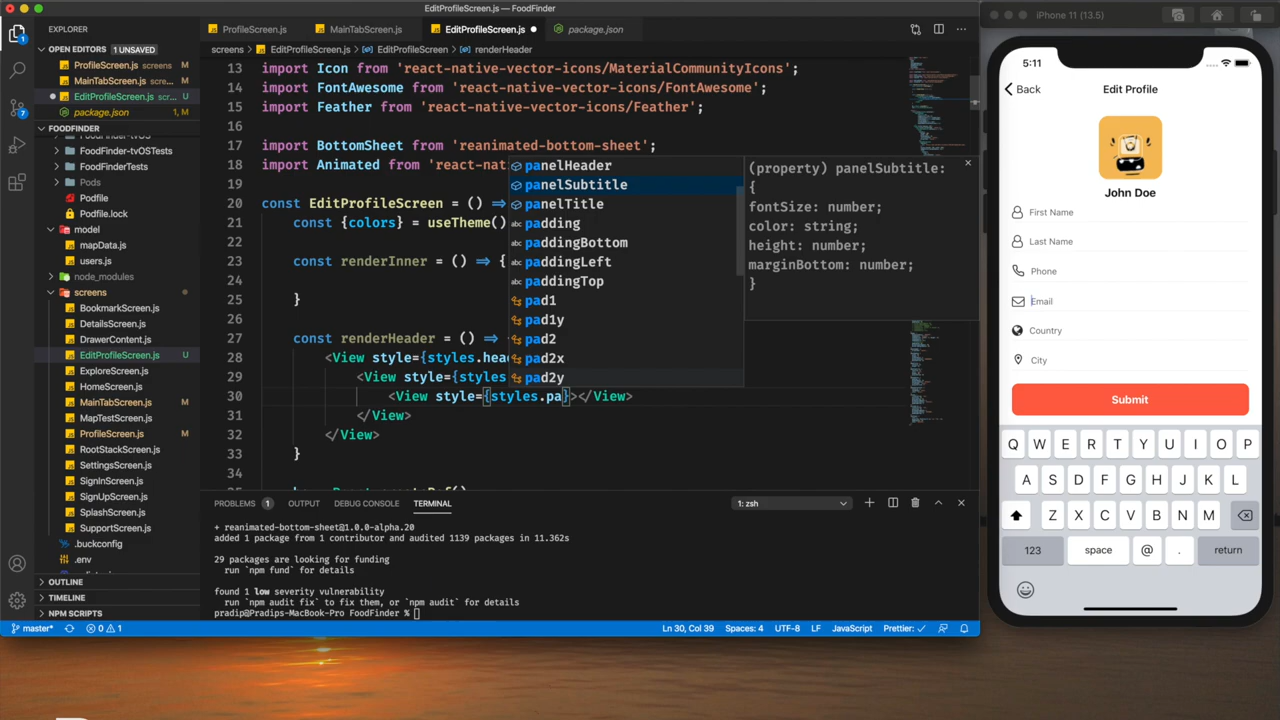 EditProfileScreen.js — FoodFinder
EXPLORER
OPEN EDITORS 1 UNSAVED
ProfileScreen.js screens M
MainTabScreen.js s... M
EditProfileScreen.js sc... U
package.json 1, M
FOODFINDER
FoodFinderTests
Pods
Podfile
Podfile.lock
model
mapData.js
users.js
node_modules
screens
BookmarkScreen.js
DetailsScreen.js
DrawerContent.js
EditProfileScreen.js U
ExploreScreen.js
HomeScreen.js
MainTabScreen.js M
MapTestScreen.js
ProfileScreen.js M
RootStackScreen.js
SettingsScreen.js
SignInScreen.js
SignUpScreen.js
SplashScreen.js
SupportScreen.js
.buckconfig
.env
OUTLINE
TIMELINE
NPM SCRIPTS
1
7
ProfileScreen.js MainTabScreen.js EditProfileScreen.js package.json
screens > EditProfileScreen.js > EditProfileScreen > renderHeader
13 import Icon from 'react-native-vector-icons/MaterialCommunityIcons';
14 import FontAwesome from 'react-native-vector-icons/FontAwesome';
15 import Feather from 'react-native-vector-icons/Feather';
16
17 import BottomSheet from 'reanimated-bottom-sheet';
18 import Animated from 'react-nat
19
20 const EditProfileScreen = () =>
21 const {colors} = useTheme()
22
23 const renderInner = () => {
24
25 }
26
27 const renderHeader = () =>
28 <View style={styles.hea
29 <View style={styles
30 <View style={styles.pa}></View>
31 </View>
32 </View>
33 }
34
panelHeader
panelSubtitle
panelTitle
padding
paddingBottom
paddingLeft
paddingTop
pad1
pad1y
pad2
pad2x
pad2y
(property) panelSubtitle:
{
fontSize: number;
color: string;
height: number;
marginBottom: number;
}
PROBLEMS 1 OUTPUT DEBUG CONSOLE TERMINAL 1: zsh
+ reanimated-bottom-sheet@1.0.0-alpha.20
added 1 package from 1 contributor and audited 1139 packages in 11.362s
29 packages are looking for funding
run `npm fund` for details
found 1 low severity vulnerability
run `npm audit fix` to fix them, or `npm audit` for details
pradip@Pradips-MacBook-Pro FoodFinder %
master* 0 1 Ln 30, Col 39 Spaces: 4 UTF-8 LF JavaScript Prettier: ✓
iPhone 11 (13.5)
5:11
Back Edit Profile
John Doe
First Name
Last Name
Phone
Email
Country
City
Submit
Q W E R T Y U I O P
A S D F G H J K L
Z X C V B N M
123 space @ . return